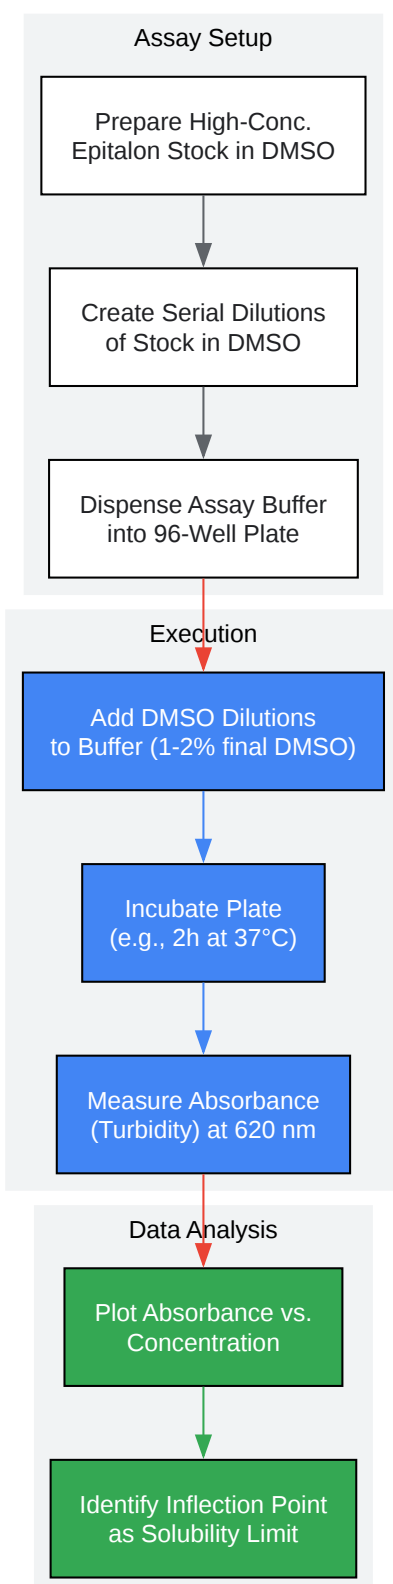 Assay Setup
Prepare High-Conc.
Epitalon Stock in DMSO
Create Serial Dilutions
of Stock in DMSO
Dispense Assay Buffer
into 96-Well Plate
Execution
Add DMSO Dilutions
to Buffer (1-2% final DMSO)
Incubate Plate
(e.g., 2h at 37°C)
Measure Absorbance
(Turbidity) at 620 nm
Data Analysis
Plot Absorbance vs.
Concentration
Identify Inflection Point
as Solubility Limit